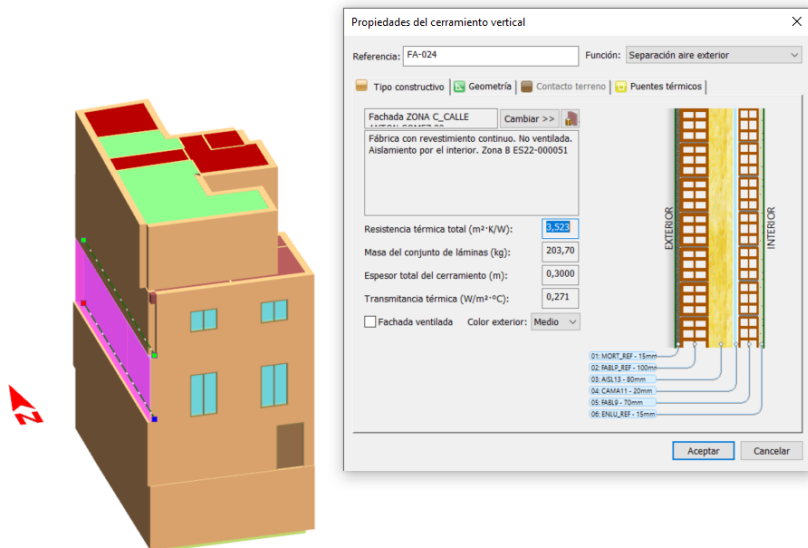 Propiedades del cerramiento vertical
Referencia: FA-024 Función: Separación aire exterior
Tipo constructivo Geometría Contacto terreno Puentes térmicos
Fachada ZONA C_CALLE Cambiar >>
Fábrica con revestimiento continuo. No ventilada.
Aislamiento por el interior. Zona B ES22-000051
Resistencia térmica total (m²·K/W): 3,523
Masa del conjunto de láminas (kg): 203,70
Espesor total del cerramiento (m): 0,3000
Transmitancia térmica (W/m²·ºC): 0,271
Fachada ventilada Color exterior: Medio
EXTERIOR
INTERIOR
01: MORT_REF - 15mm
02: FABLP_REF - 100mm
03: AISL13 - 80mm
04: CAMA11 - 20mm
05: FABL9 - 70mm
06: ENLU_REF - 15mm
Aceptar Cancelar
N